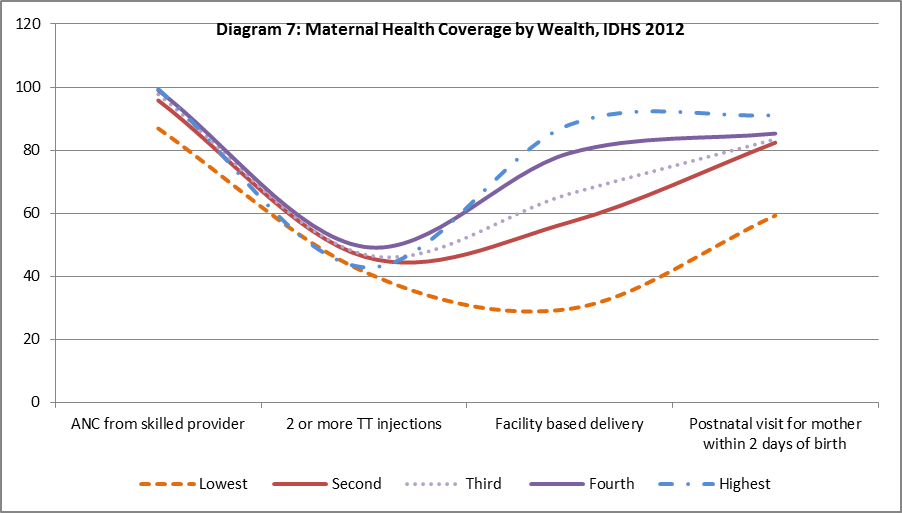 Diagram 7: Maternal Health Coverage by Wealth, IDHS 2012
120
100
80
60
40
20
0
ANC from skilled provider
2 or more TT injections
Facility based delivery
Postnatal visit for mother
within 2 days of birth
Lowest
Second
Third
Fourth
Highest